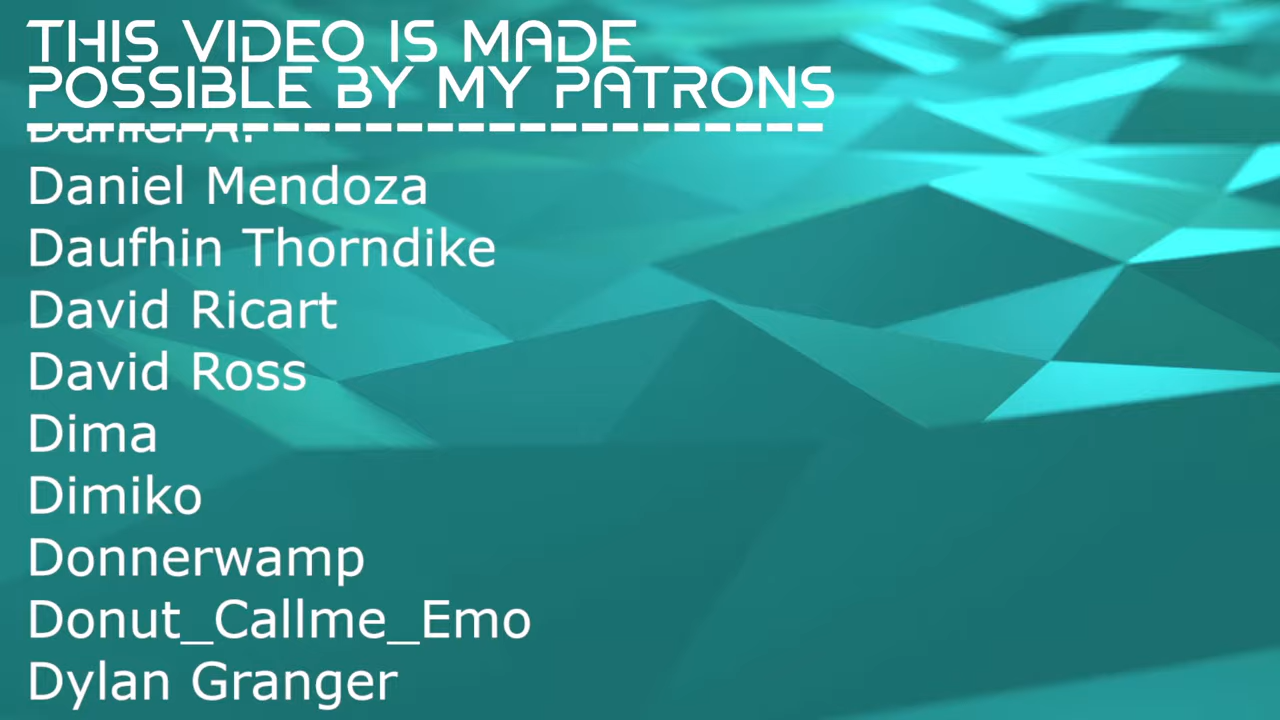 THIS VIDEO IS MADE
POSSIBLE BY MY PATRONS
--------------------------
Daniel Mendoza
Daufhin Thorndike
David Ricart
David Ross
Dima
Dimiko
Donnerwamp
Donut_Callme_Emo
Dylan Granger